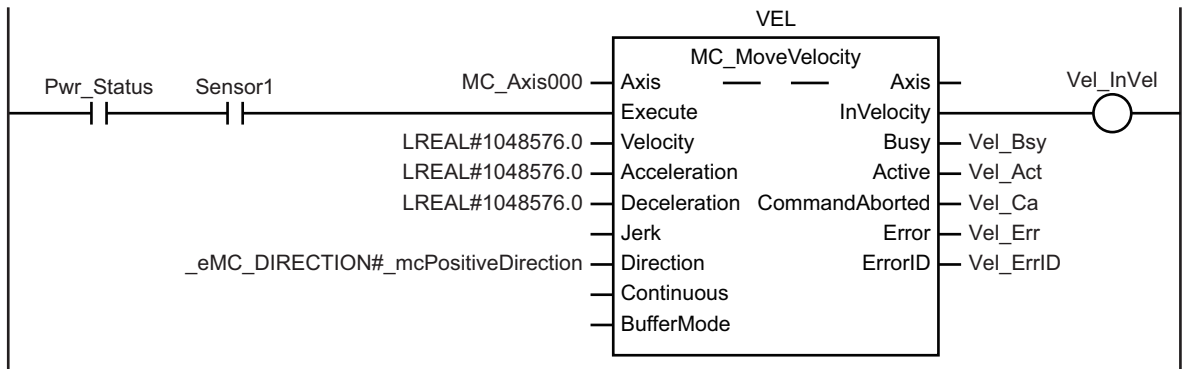 VEL
MC_MoveVelocity
MC_Axis000 Axis Axis
Pwr_Status Sensor1 Vel_InVel
Execute InVelocity
LREAL#1048576.0 Velocity Busy Vel_Bsy
LREAL#1048576.0 Acceleration Active Vel_Act
LREAL#1048576.0 Deceleration CommandAborted Vel_Ca
Jerk Error Vel_Err
_eMC_DIRECTION#_mcPositiveDirection Direction ErrorID Vel_ErrID
Continuous
BufferMode